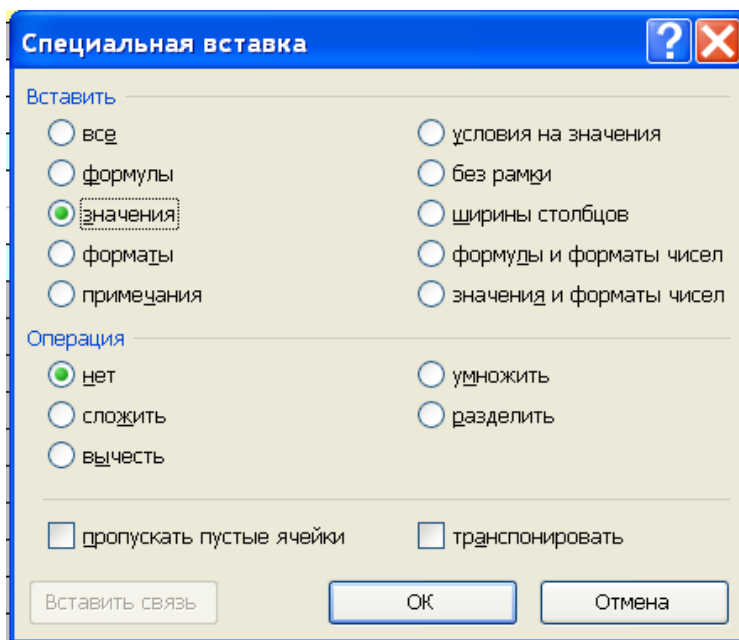 Специальная вставка
Вставить
все
условия на значения
формулы
без рамки
значения
ширины столбцов
форматы
формулы и форматы чисел
примечания
значения и форматы чисел
Операция
нет
умножить
сложить
разделить
вычесть
пропускать пустые ячейки
транспонировать
Вставить связь
ОК
Отмена